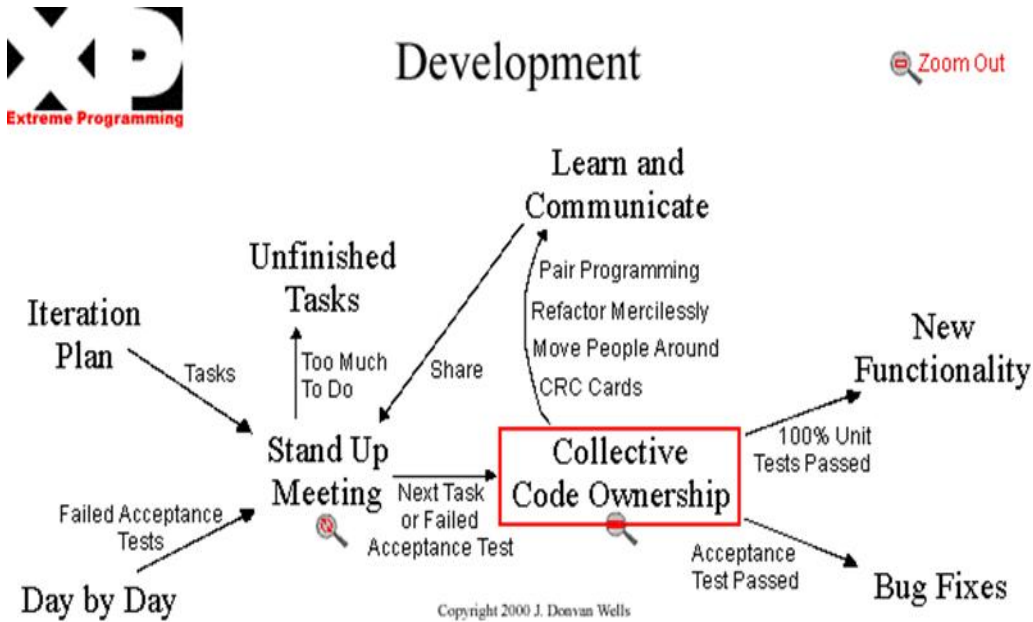 XP
Extreme Programming
Development
Zoom Out
Learn and
Communicate
Unfinished
Tasks
Pair Programming
Refactor Mercilessly
Move People Around
CRC Cards
Iteration
Plan
Tasks
Too Much
To Do
Share
New
Functionality
100% Unit
Tests Passed
Stand Up
Meeting
Next Task
or Failed
Acceptance Test
Collective
Code Ownership
Failed Acceptance
Tests
Day by Day
Acceptance
Test Passed
Bug Fixes
Copyright 2000 J. Donvan Wells